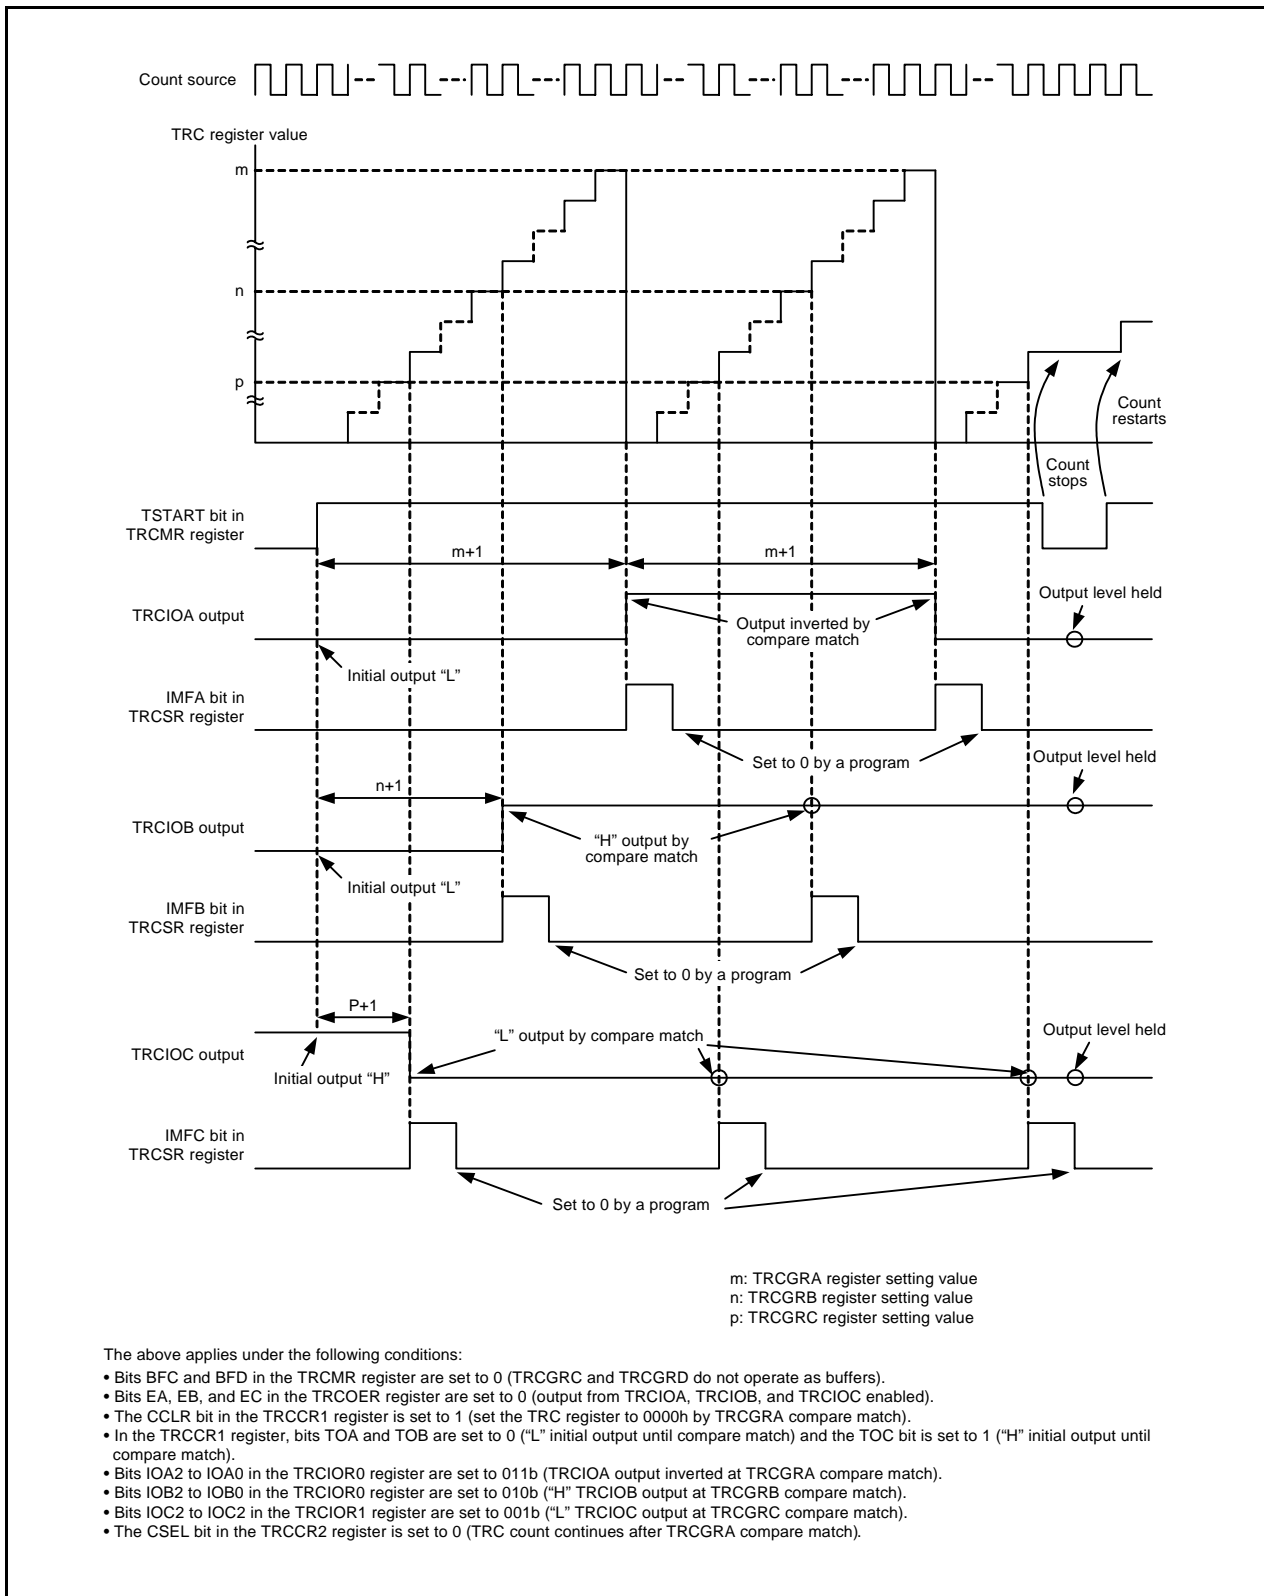 Count source
TRC register value
m
n
p
Count
restarts
Count
stops
TSTART bit in
TRCMR register
m+1
m+1
Output level held
TRCIOA output
Output inverted by
compare match
Initial output “L”
IMFA bit in
TRCSR register
Set to 0 by a program
Output level held
n+1
TRCIOB output
“H” output by
compare match
Initial output “L”
IMFB bit in
TRCSR register
Set to 0 by a program
P+1
“L” output by compare match
Output level held
TRCIOC output
Initial output “H”
IMFC bit in
TRCSR register
Set to 0 by a program
m: TRCGRA register setting value
n: TRCGRB register setting value
p: TRCGRC register setting value
The above applies under the following conditions:
• Bits BFC and BFD in the TRCMR register are set to 0 (TRCGRC and TRCGRD do not operate as buffers).
• Bits EA, EB, and EC in the TRCOER register are set to 0 (output from TRCIOA, TRCIOB, and TRCIOC enabled).
• The CCLR bit in the TRCCR1 register is set to 1 (set the TRC register to 0000h by TRCGRA compare match).
• In the TRCCR1 register, bits TOA and TOB are set to 0 (“L” initial output until compare match) and the TOC bit is set to 1 (“H” initial output until
compare match).
• Bits IOA2 to IOA0 in the TRCIOR0 register are set to 011b (TRCIOA output inverted at TRCGRA compare match).
• Bits IOB2 to IOB0 in the TRCIOR0 register are set to 010b (“H” TRCIOB output at TRCGRB compare match).
• Bits IOC2 to IOC2 in the TRCIOR1 register are set to 001b (“L” TRCIOC output at TRCGRC compare match).
• The CSEL bit in the TRCCR2 register is set to 0 (TRC count continues after TRCGRA compare match).